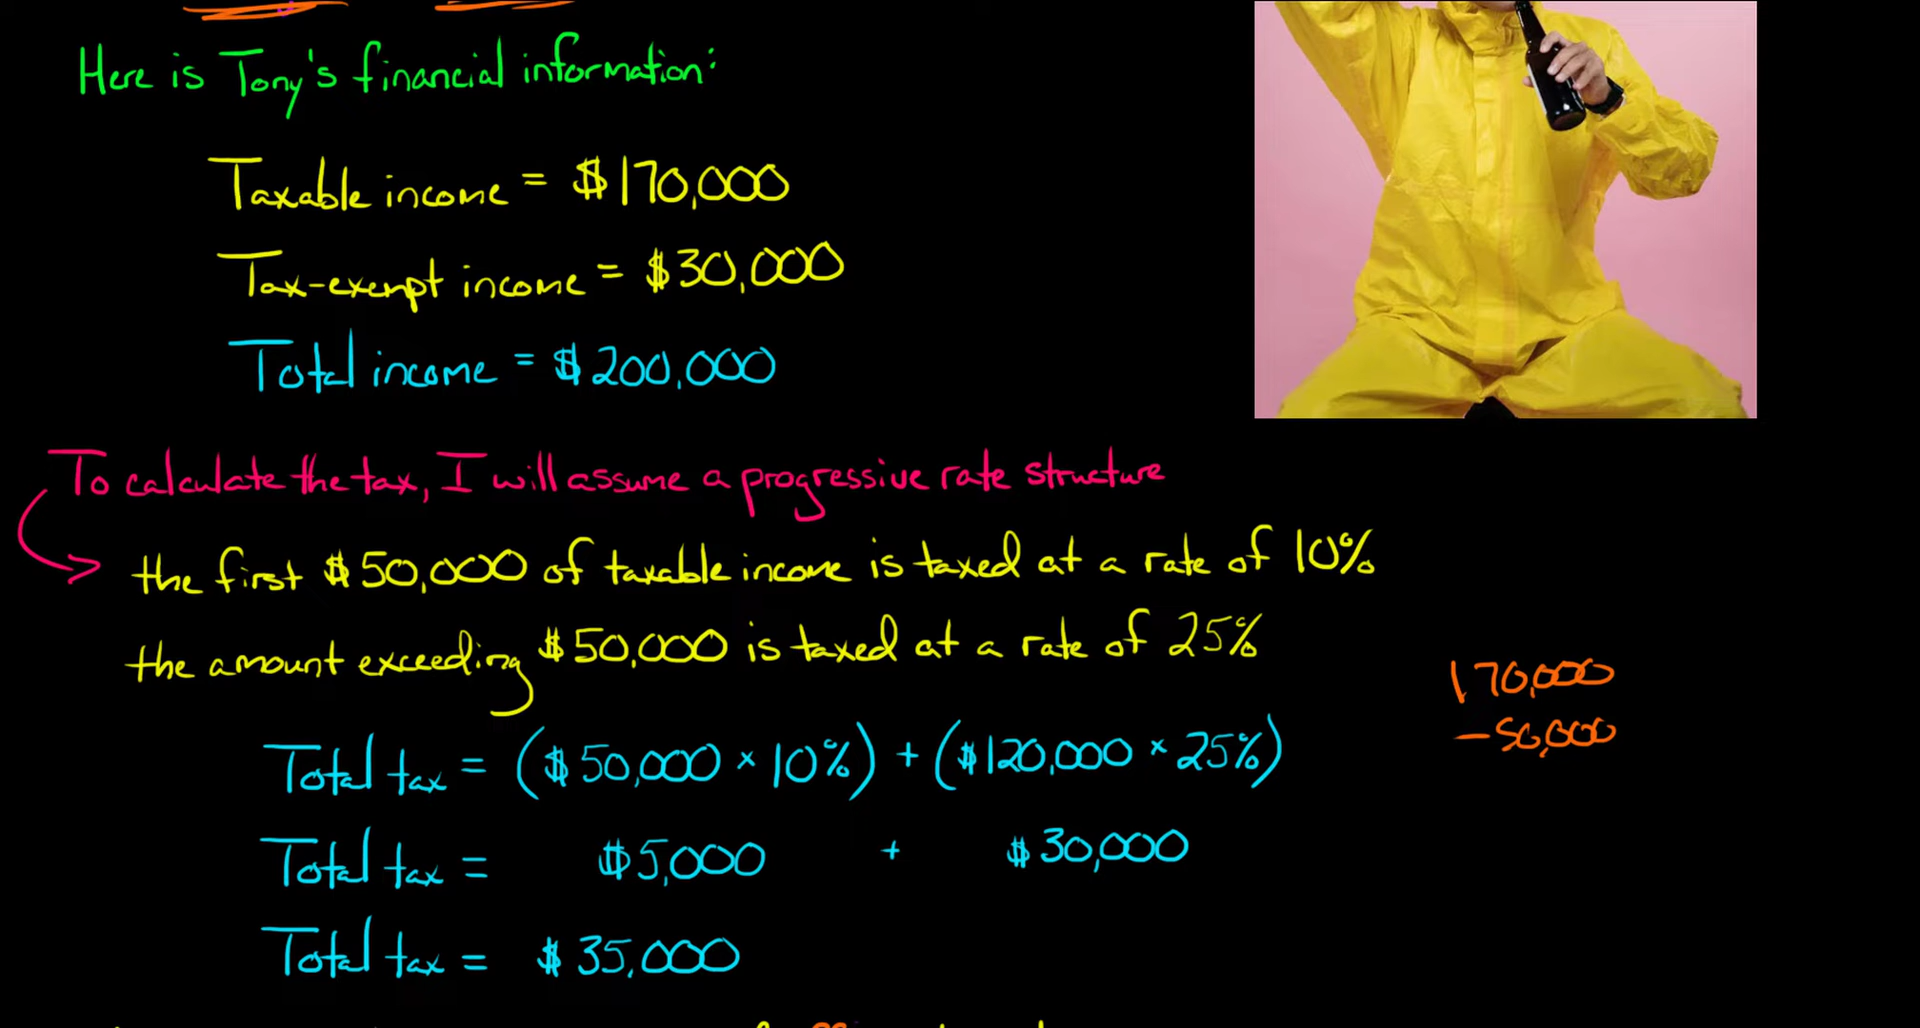 Here is Tony's financial information:
Taxable income = $170,000
Tax-exempt income = $30,000
Total income = $200,000
To calculate the tax, I will assume a progressive rate structure
the first $50,000 of taxable income is taxed at a rate of 10%
the amount exceeding $50,000 is taxed at a rate of 25%
170,000
-50,000
Total tax = ($50,000 × 10%) + ($120,000 × 25%)
Total tax = $5,000 + $30,000
Total tax = $35,000